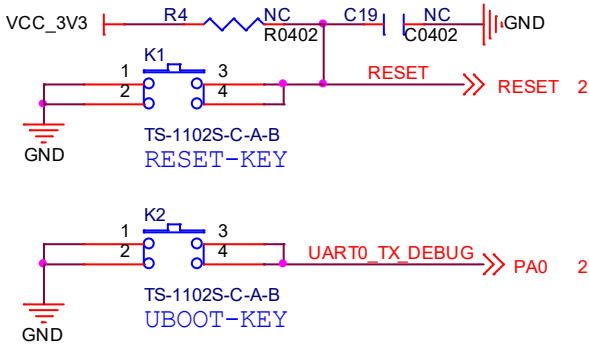 R4 NC C19 NC
VCC_3V3 GND
R0402 C0402
K1
1 3 RESET
2 4 RESET 2
TS-1102S-C-A-B
GND RESET-KEY
K2
1 3
2 4 UART0_TX_DEBUG PA0 2
TS-1102S-C-A-B
GND UBOOT-KEY